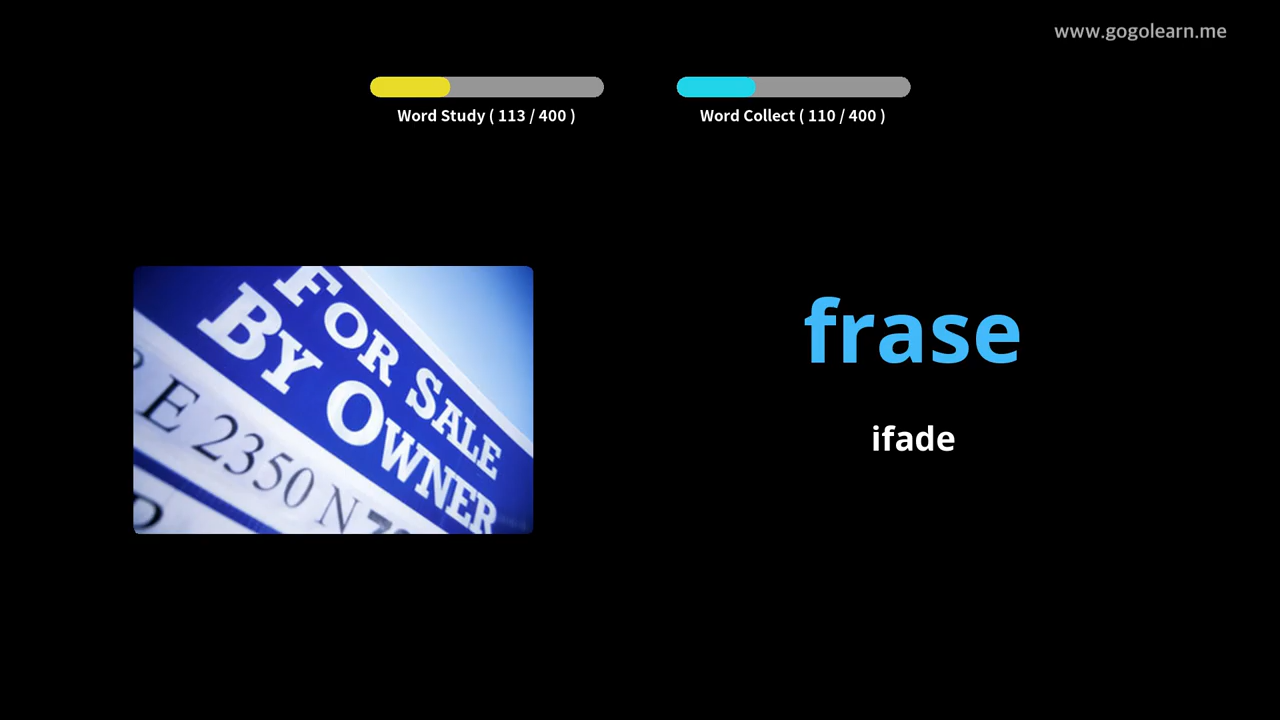 www.gogolearn.me
Word Study ( 113 / 400 )
Word Collect ( 110 / 400 )
FOR SALE
BY OWNER
E 2350 N
frase
ifade